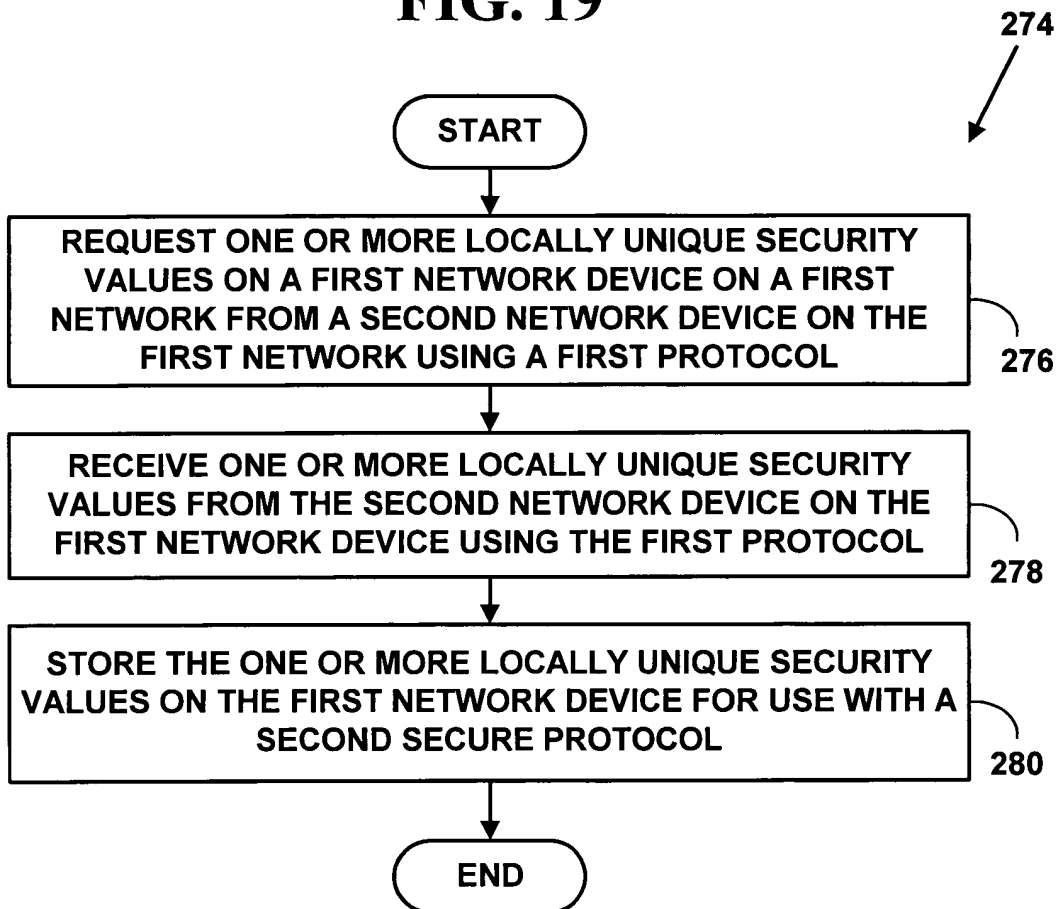 FIG. 19
274
START
REQUEST ONE OR MORE LOCALLY UNIQUE SECURITY
VALUES ON A FIRST NETWORK DEVICE ON A FIRST
NETWORK FROM A SECOND NETWORK DEVICE ON THE
FIRST NETWORK USING A FIRST PROTOCOL
276
RECEIVE ONE OR MORE LOCALLY UNIQUE SECURITY
VALUES FROM THE SECOND NETWORK DEVICE ON THE
FIRST NETWORK DEVICE USING THE FIRST PROTOCOL
278
STORE THE ONE OR MORE LOCALLY UNIQUE SECURITY
VALUES ON THE FIRST NETWORK DEVICE FOR USE WITH A
SECOND SECURE PROTOCOL
280
END